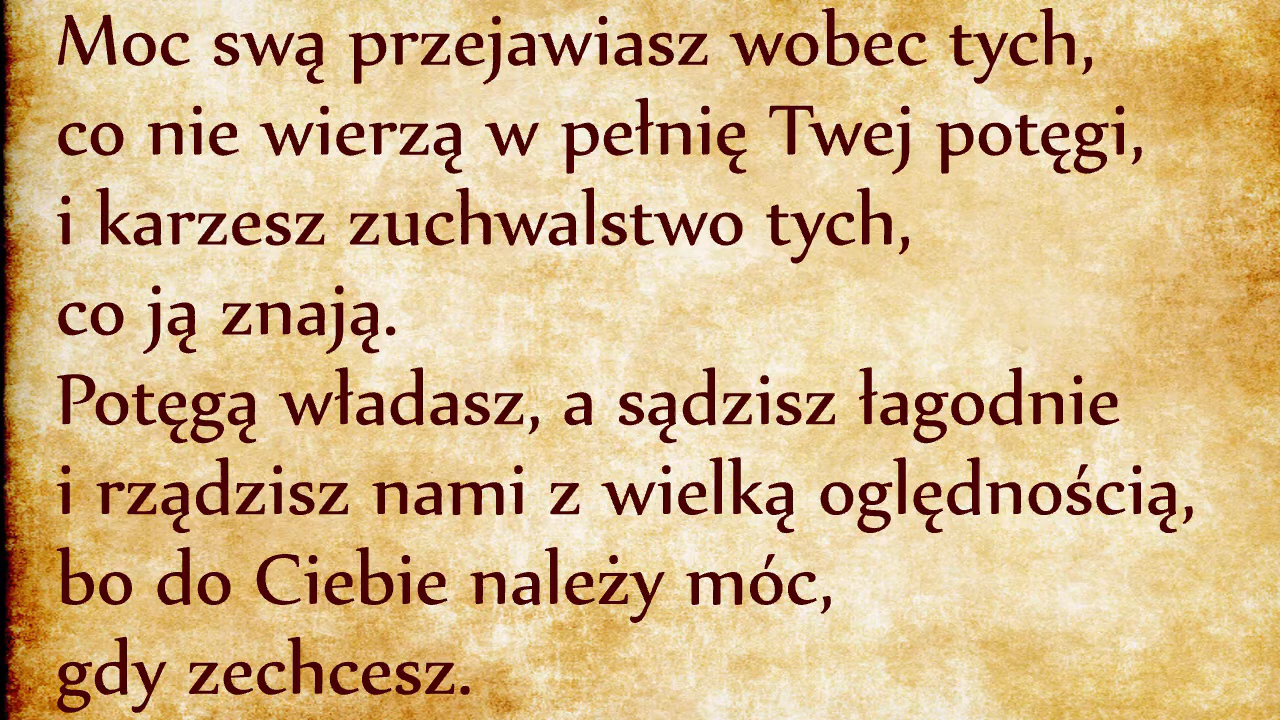 Moc swą przejawiasz wobec tych,
co nie wierzą w pełnię Twej potęgi,
i karzesz zuchwalstwo tych,
co ją znają.
Potęgą władasz, a sądzisz łagodnie
i rządzisz nami z wielką oględnością,
bo do Ciebie należy móc,
gdy zechcesz.